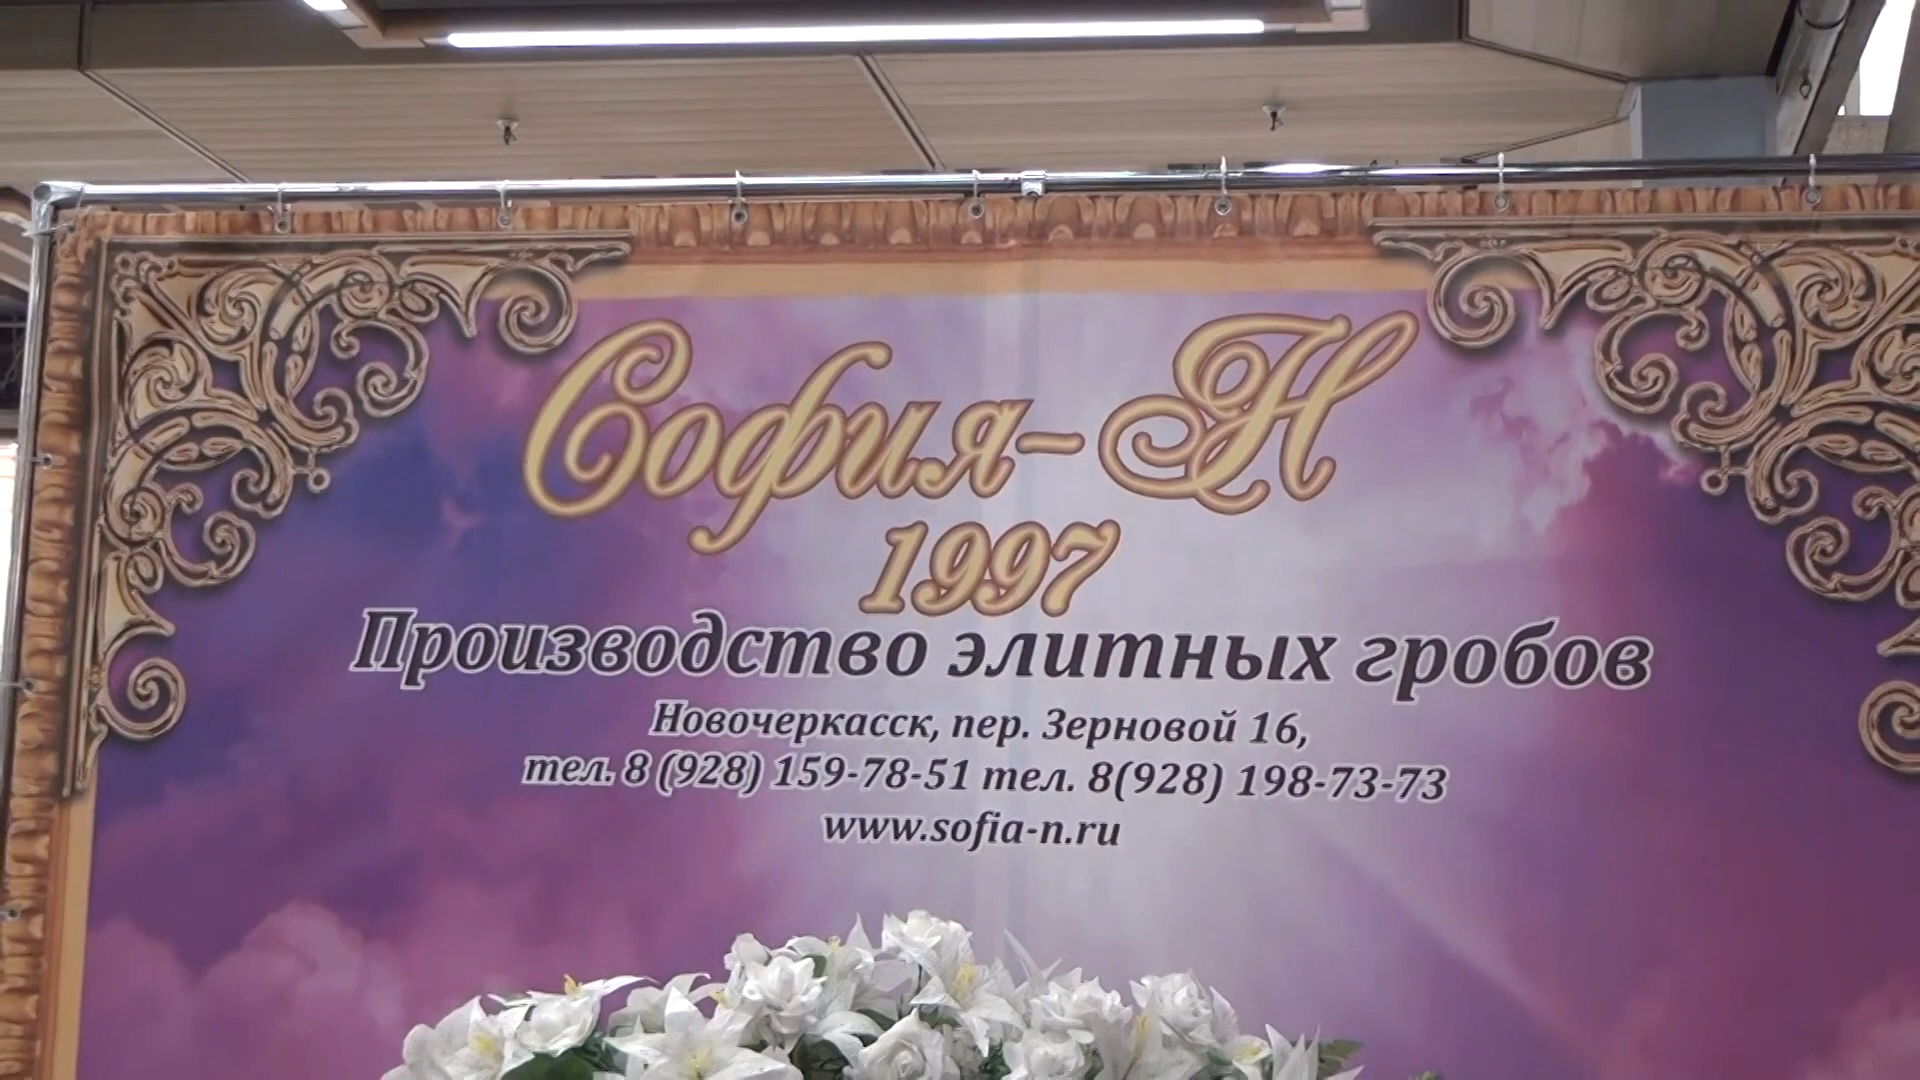 София-Н
1997
Производство элитных гробов
Новочеркасск, пер. Зерновой 16,
тел. 8 (928) 159-78-51 тел. 8(928) 198-73-73
www.sofia-n.ru